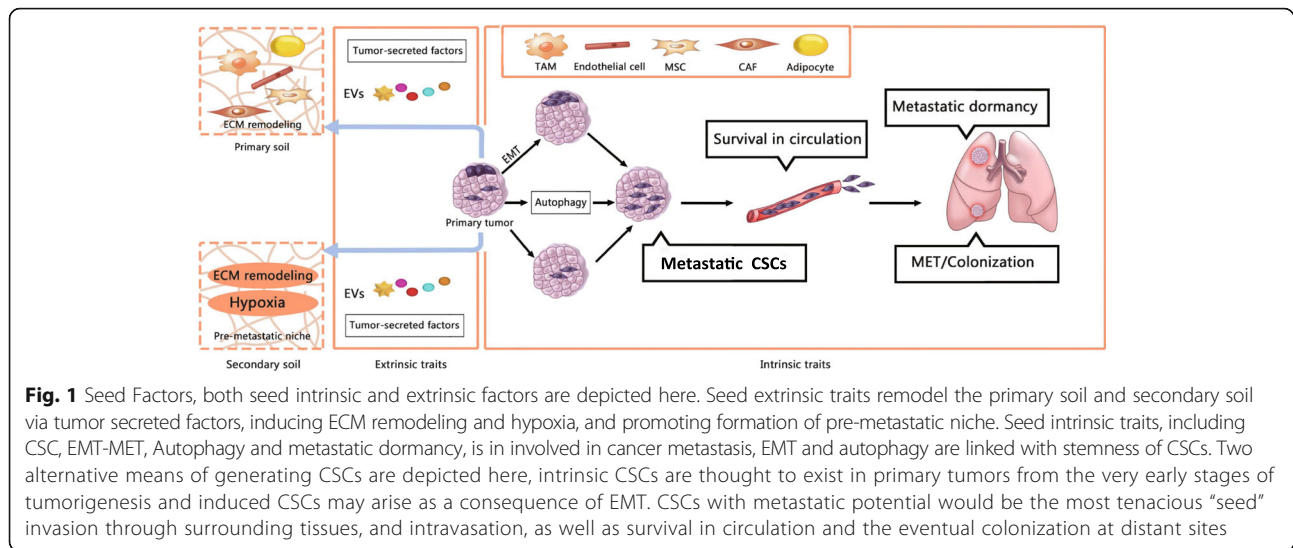 Tumor-secreted factors
EVs
TAM
Endothelial cell
MSC
CAF
Adipocyte
ECM remodeling
Primary soil
EMT
Primary tumor
Autophagy
Survival in circulation
Metastatic dormancy
Metastatic CSCs
MET/Colonization
ECM remodeling
Hypoxia
Pre-metastatic niche
EVs
Tumor-secreted factors
Secondary soil
Extrinsic traits
Intrinsic traits
Fig. 1 Seed Factors, both seed intrinsic and extrinsic factors are depicted here. Seed extrinsic traits remodel the primary soil and secondary soil
via tumor secreted factors, inducing ECM remodeling and hypoxia, and promoting formation of pre-metastatic niche. Seed intrinsic traits, including
CSC, EMT-MET, Autophagy and metastatic dormancy, is in involved in cancer metastasis, EMT and autophagy are linked with stemness of CSCs. Two
alternative means of generating CSCs are depicted here, intrinsic CSCs are thought to exist in primary tumors from the very early stages of
tumorigenesis and induced CSCs may arise as a consequence of EMT. CSCs with metastatic potential would be the most tenacious “seed”
invasion through surrounding tissues, and intravasation, as well as survival in circulation and the eventual colonization at distant sites